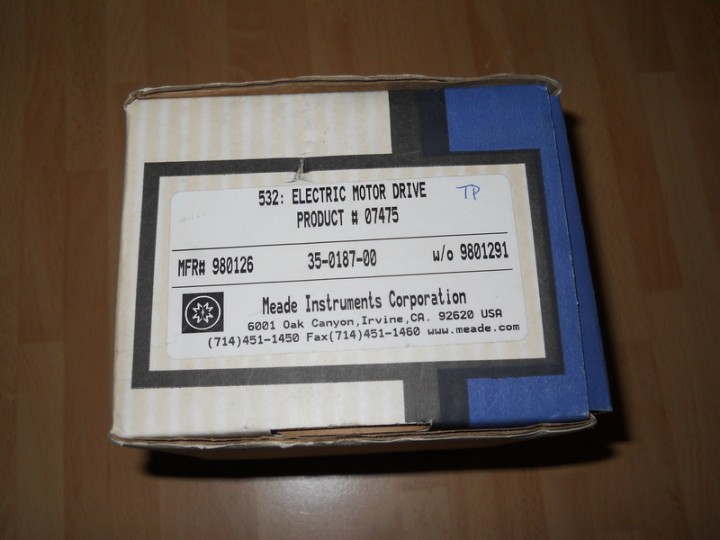 532: ELECTRIC MOTOR DRIVE TP
PRODUCT # 07475
MFR# 980126 35-0187-00 w/o 9801291
Meade Instruments Corporation
6001 Oak Canyon,Irvine,CA. 92620 USA
(714)451-1450 Fax(714)451-1460 www.meade.com